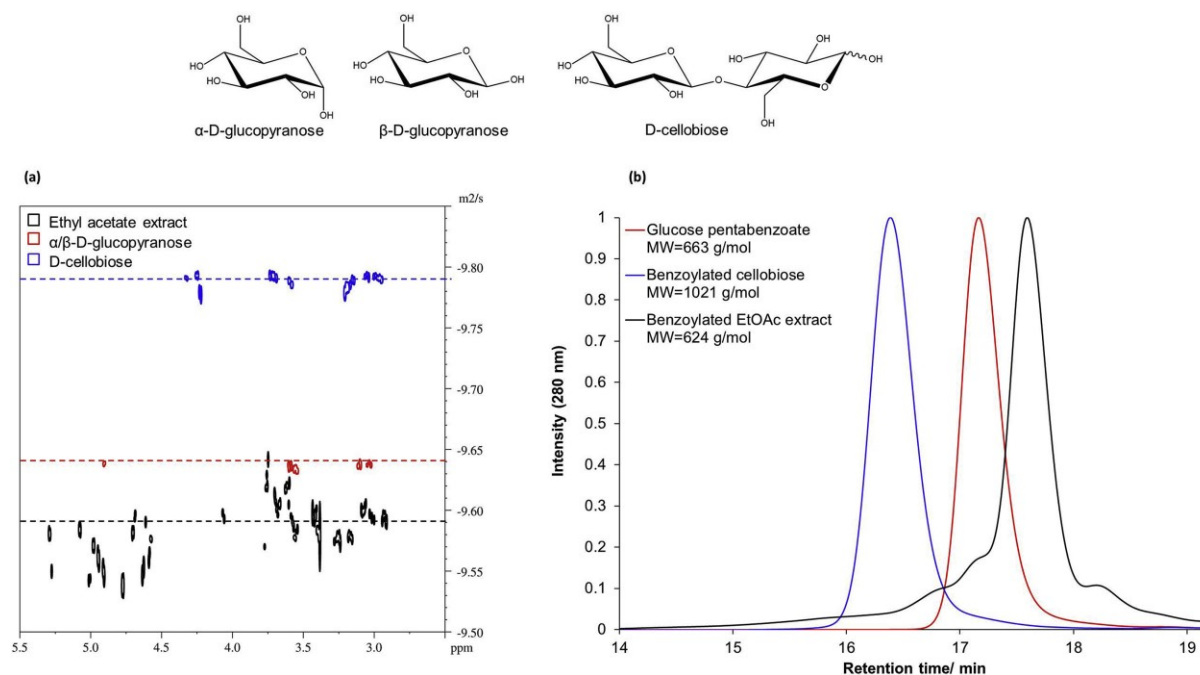 OH
OH
OH
O
O
O
OH
OH
HO
HO
HO
HO
HO
OH
HO
HO
HO
O
OH
OH
OH
OH
O
OH
OH
α-D-glucopyranose
β-D-glucopyranose
D-cellobiose
(a)
m2/s
Ethyl acetate extract
α/β-D-glucopyranose
D-cellobiose
-9.80
-9.75
-9.70
-9.65
-9.60
-9.55
-9.50
5.5
5.0
4.5
4.0
3.5
3.0
ppm
(b)
Glucose pentabenzoate
MW=663 g/mol
Benzoylated cellobiose
MW=1021 g/mol
Benzoylated EtOAc extract
MW=624 g/mol
Intensity (280 nm)
1
0.9
0.8
0.7
0.6
0.5
0.4
0.3
0.2
0.1
0
14
15
16
17
18
19
Retention time/ min